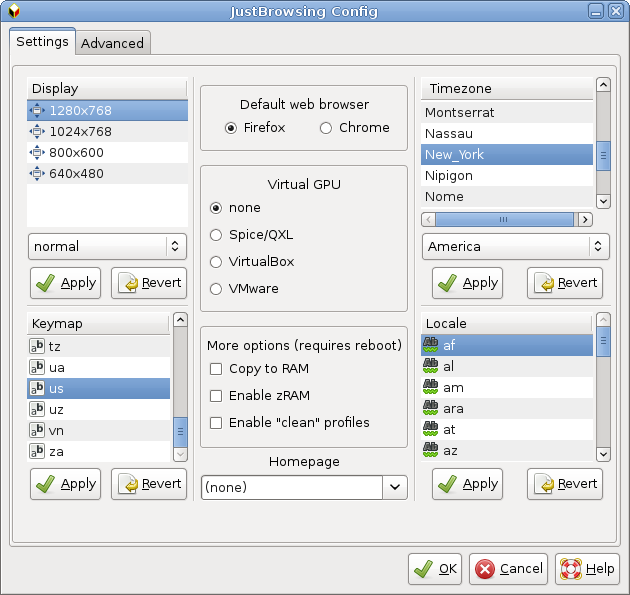 JustBrowsing Config
Settings
Advanced
Display
1280x768
1024x768
800x600
640x480
normal
Apply
Revert
Keymap
tz
ua
us
uz
vn
za
Apply
Revert
Default web browser
Firefox
Chrome
Virtual GPU
none
Spice/QXL
VirtualBox
VMware
More options (requires reboot)
Copy to RAM
Enable zRAM
Enable "clean" profiles
Homepage
(none)
Timezone
Montserrat
Nassau
New_York
Nipigon
Nome
America
Apply
Revert
Locale
af
al
am
ara
at
az
Apply
Revert
OK
Cancel
Help